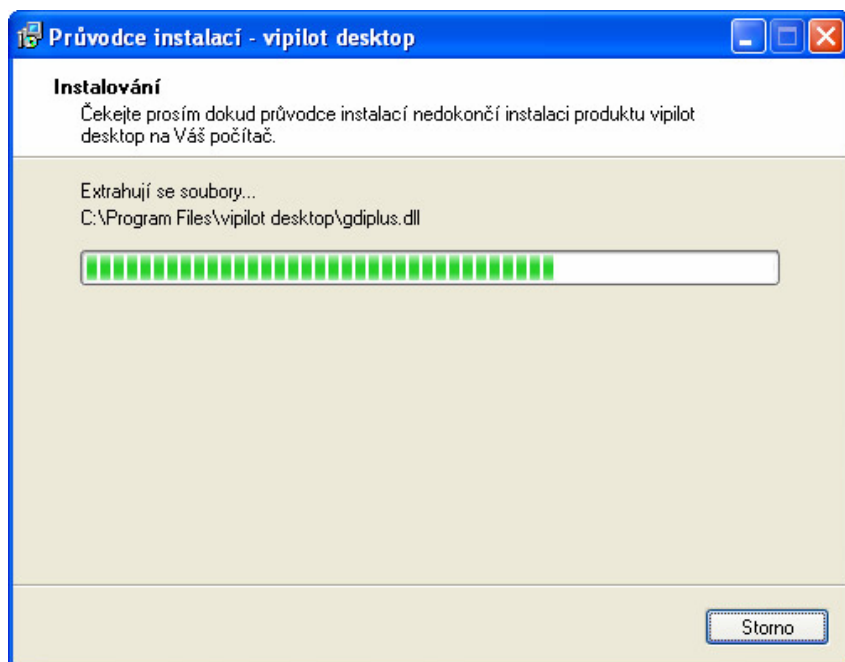 Průvodce instalací - vipilot desktop
Instalování
Čekejte prosím dokud průvodce instalací nedokončí instalaci produktu vipilot
desktop na Váš počítač.
Extrahují se soubory...
C:\Program Files\vipilot desktop\gdiplus.dll
Storno